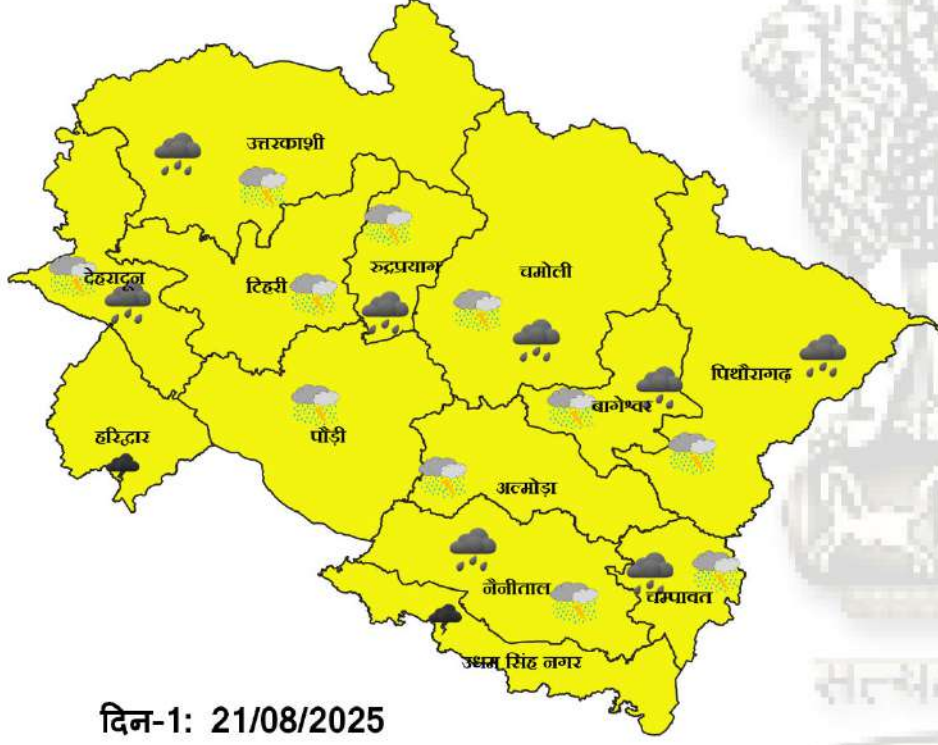 उत्तरकाशी
देहरादून
टिहरी
रुद्रप्रयाग
चमोली
पिथौरागढ़
बागेश्वर
हरिद्वार
पौड़ी
अल्मोड़ा
नैनीताल
चम्पावत
उधम सिंह नगर
दिन-1: 21/08/2025